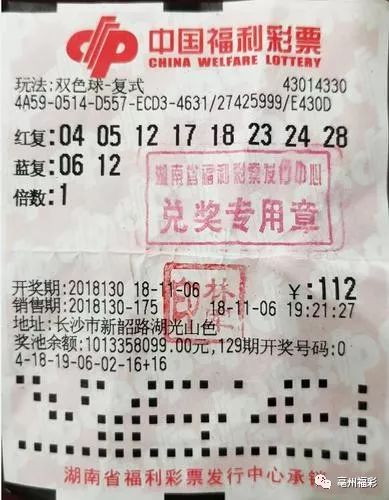 中国福利彩票
CHINA WELFARE LOTTERY
玩法:双色球-复式 43014330
4A59-0514-D557-ECD3-4631/27425999/E430D
红复:04 05 12 17 18 23 24 28
蓝复:06 12
倍数:1
湖南省福利彩票发行中心
兑奖专用章
开奖期:2018130 18-11-06 ¥:112
销售期:2018130-175 18-11-06 19:21:27
地址:长沙市新韶路湖光山色
奖池余额:1013358099.00元,129期开奖号码:0
4-18-19-06-02-16+16
湖南省福利彩票发行中心承销
亳州福彩